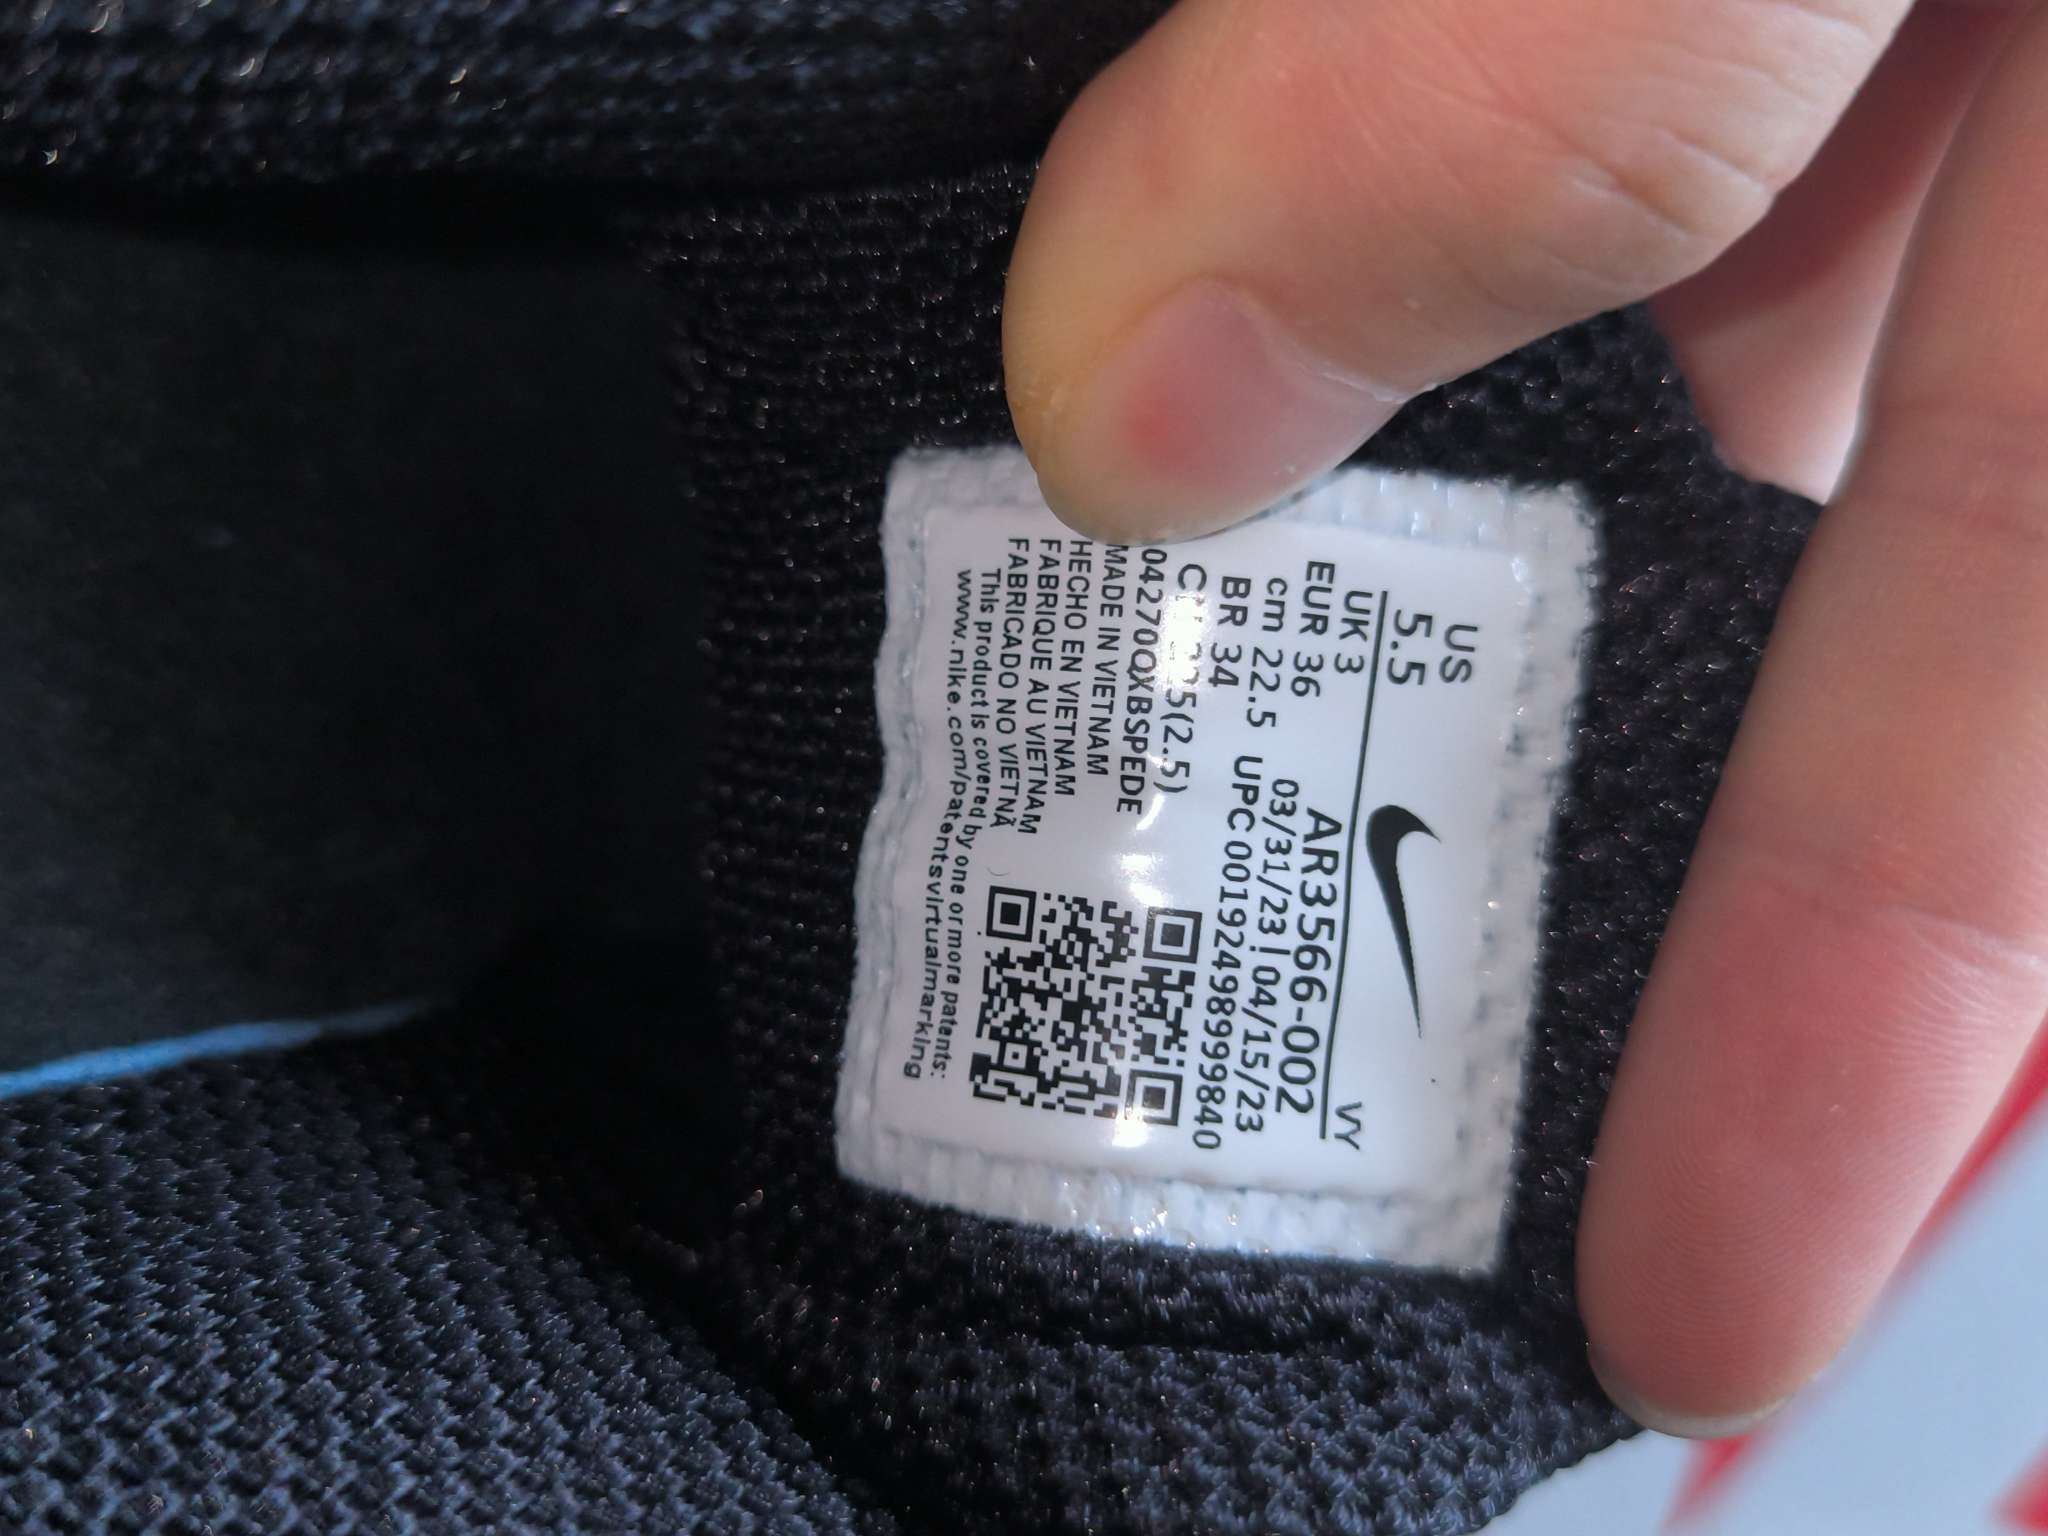 US
5.5
VY
UK 3
EUR 36
AR3566-002
cm 22.5
03/31/23 | 04/15/23
BR 34
UPC 00192498999840
04270QXBSPEDE
MADE IN VIETNAM
HECHO EN VIETNAM
FABRIQUE AU VIETNAM
FABRICADO NO VIETNÃ
This product is covered by one or more patents:
www.nike.com/patentsvirtualmarking